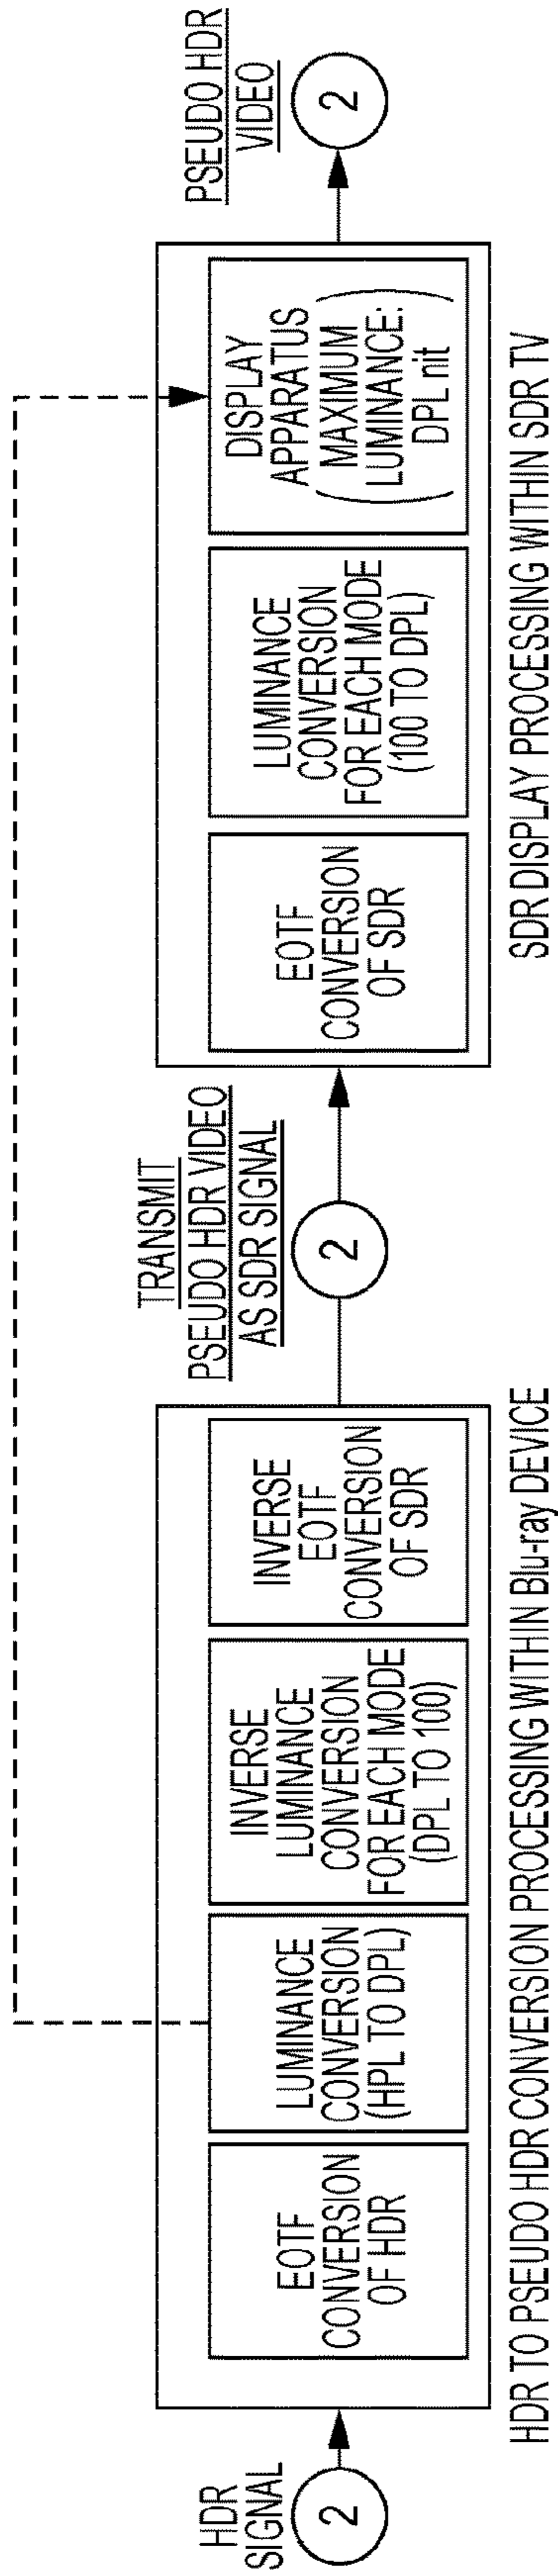 HDR
SIGNAL
2
EOTF
CONVERSION
OF HDR
LUMINANCE
CONVERSION
(HPL TO DPL)
INVERSE
LUMINANCE
CONVERSION
FOR EACH MODE
(DPL TO 100)
INVERSE
EOTF
CONVERSION
OF SDR
HDR TO PSEUDO HDR CONVERSION PROCESSING WITHIN Blu-ray DEVICE
TRANSMIT
PSEUDO HDR VIDEO
AS SDR SIGNAL
2
EOTF
CONVERSION
OF SDR
LUMINANCE
CONVERSION
FOR EACH MODE
(100 TO DPL)
DISPLAY
APPARATUS
(MAXIMUM
LUMINANCE:
DPL nit)
SDR DISPLAY PROCESSING WITHIN SDR TV
PSEUDO HDR
VIDEO
2